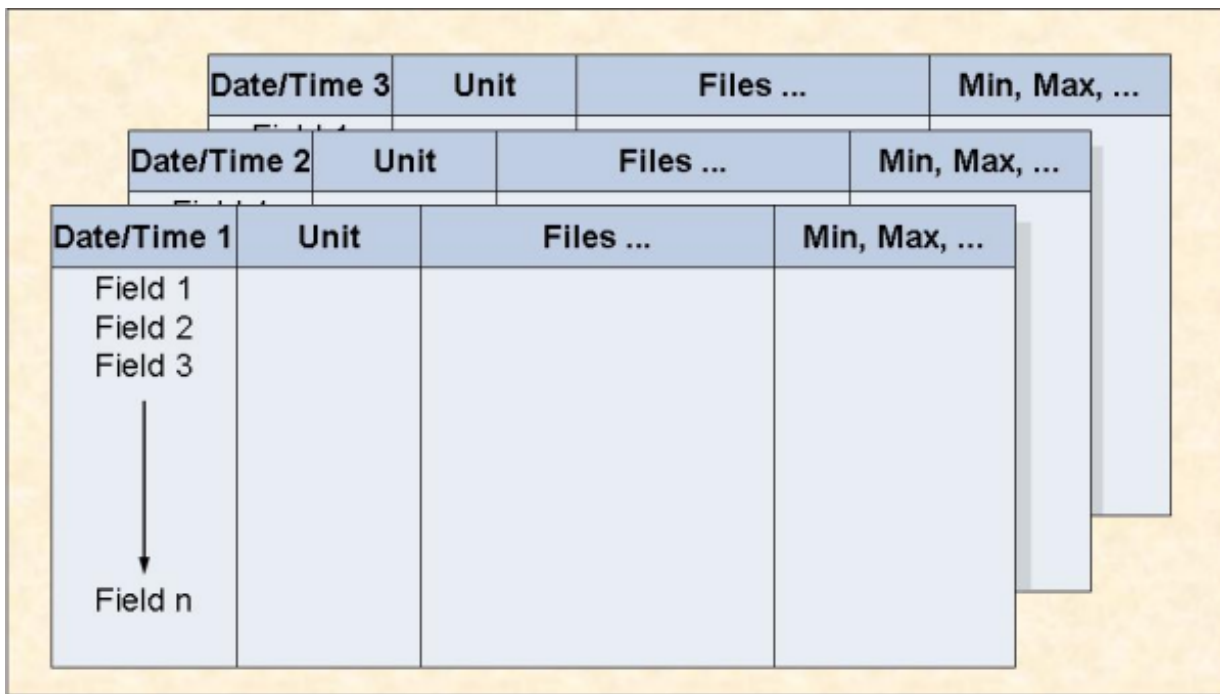 Date/Time 3 Unit Files ... Min, Max, ...
Date/Time 2 Unit Files ... Min, Max, ...
Date/Time 1 Unit Files ... Min, Max, ...
Field 1
Field 2
Field 3
Field n